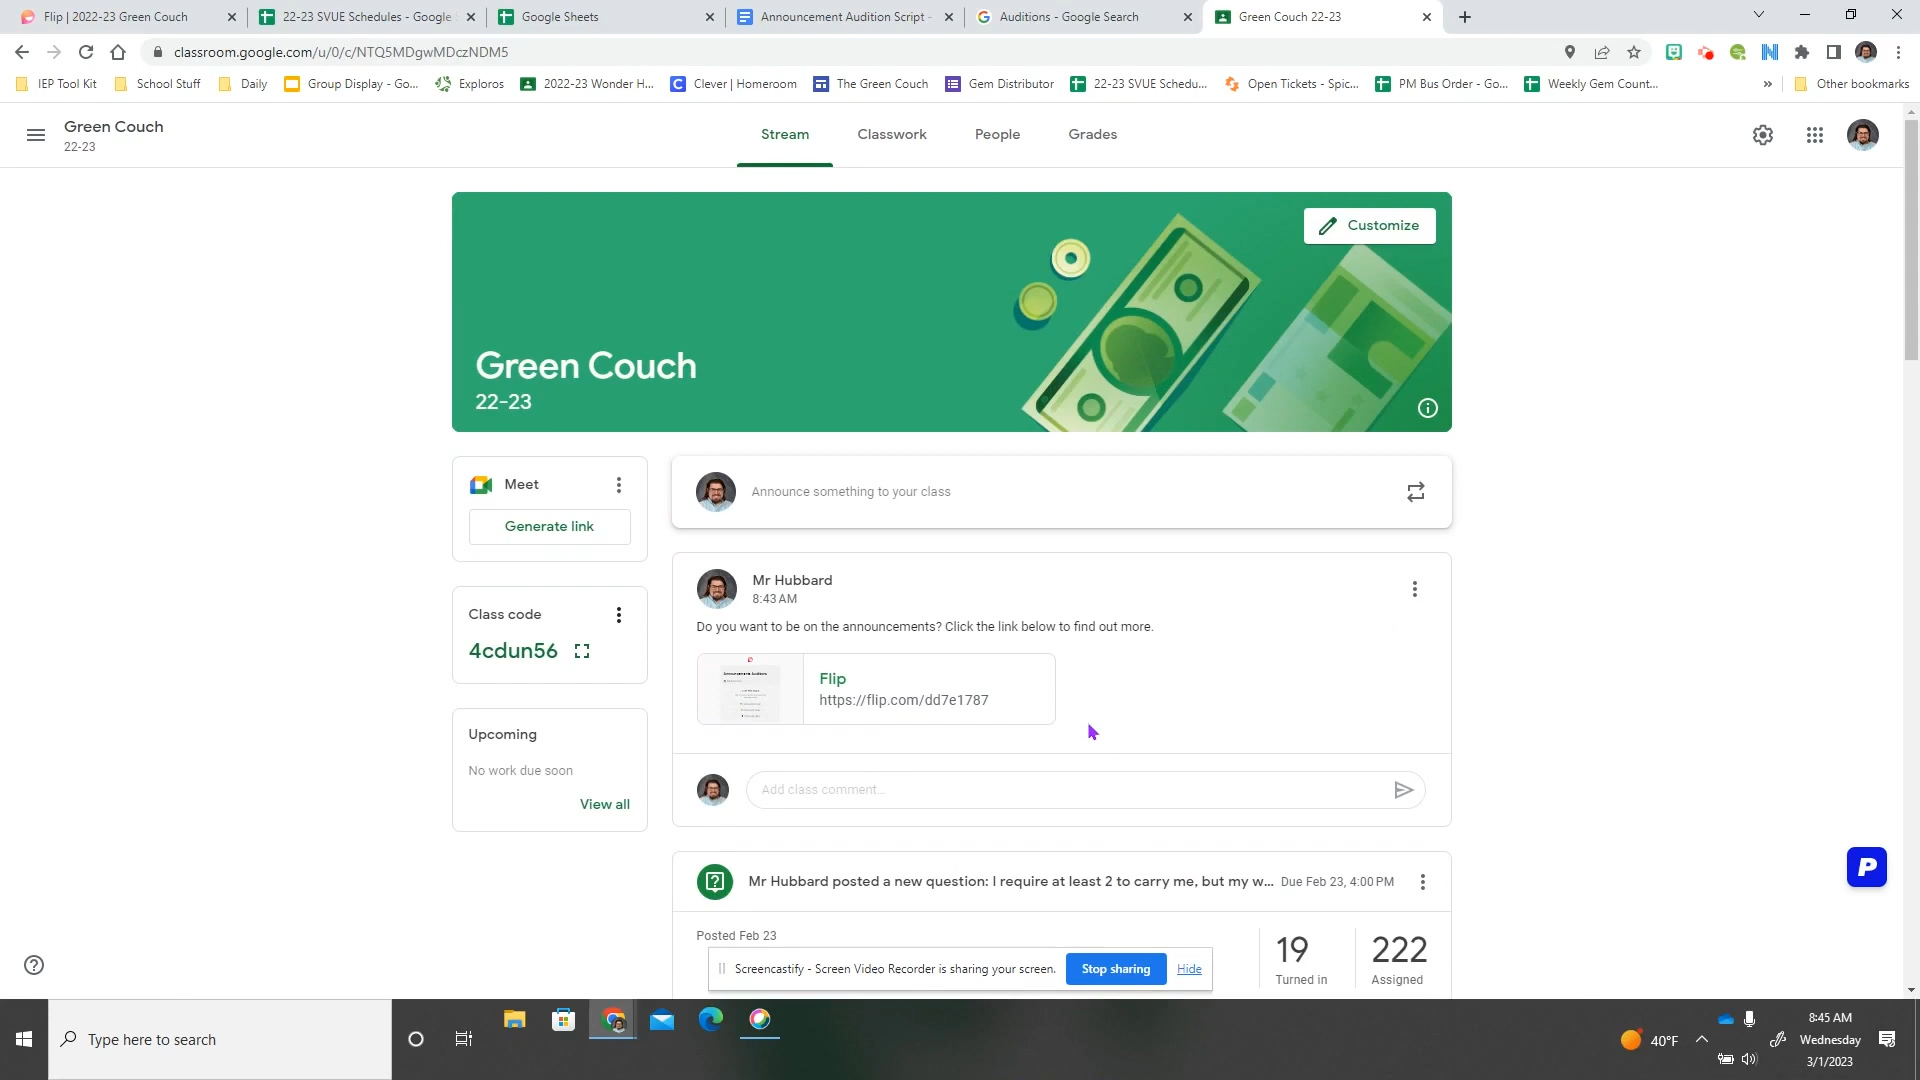 Flip | 2022-23 Green Couch
22-23 SVUE Schedules - Google S
Google Sheets
Announcement Audition Script -
Auditions - Google Search
Green Couch 22-23
classroom.google.com/u/0/c/NTQ5MDgwMDczNDM5
IEP Tool Kit
School Stuff
Daily
Group Display - Go...
Exploros
2022-23 Wonder H...
Clever | Homeroom
The Green Couch
Gem Distributor
22-23 SVUE Schedu...
Open Tickets - Spic...
PM Bus Order - Go...
Weekly Gem Count...
»
Other bookmarks
Green Couch
22-23
Stream
Classwork
People
Grades
Customize
Green Couch
22-23
Meet
Generate link
Class code
4cdun56
Upcoming
No work due soon
View all
Announce something to your class
Mr Hubbard
8:43 AM
Do you want to be on the announcements? Click the link below to find out more.
Announcement Auditions
Flip
https://flip.com/dd7e1787
Add class comment...
Mr Hubbard posted a new question: I require at least 2 to carry me, but my w...
Due Feb 23, 4:00 PM
Posted Feb 23
19
Turned in
222
Assigned
Screencastify - Screen Video Recorder is sharing your screen.
Stop sharing
Hide
P
Type here to search
40°F
8:45 AM
Wednesday
3/1/2023